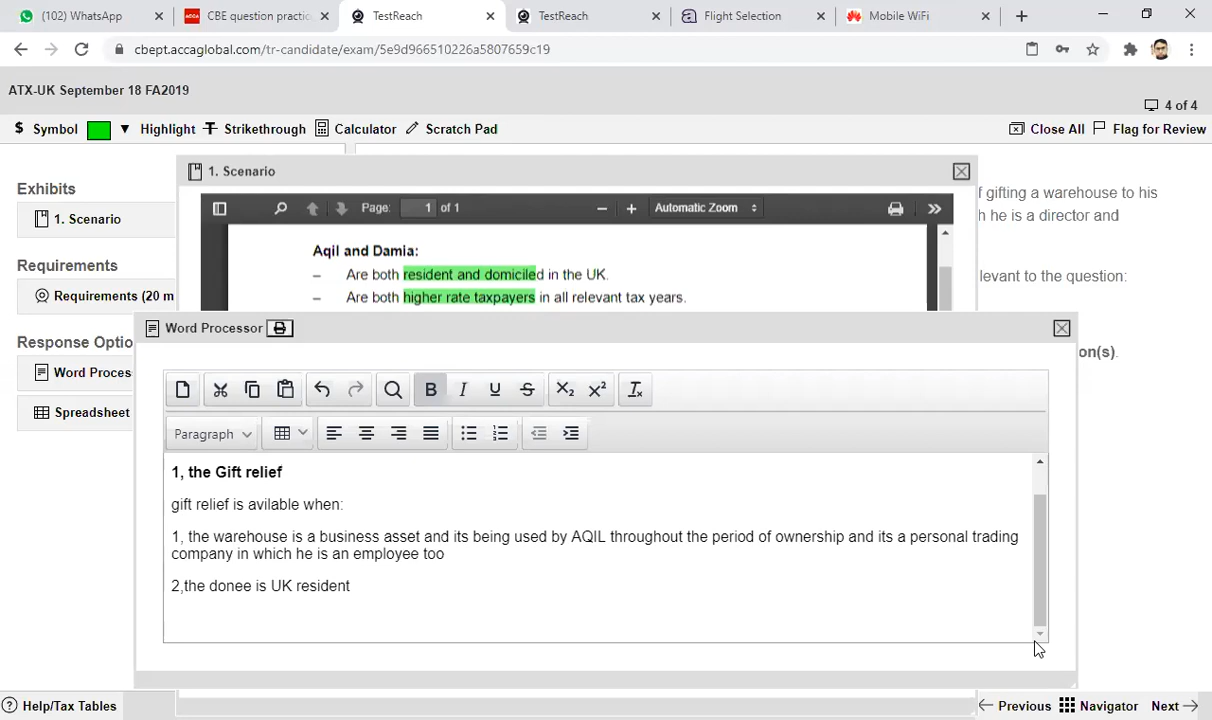 (102) WhatsApp
CBE question practic
TestReach
TestReach
Flight Selection
Mobile WiFi
cbept.accaglobal.com/tr-candidate/exam/5e9d966510226a5807659c19
ATX-UK September 18 FA2019
4 of 4
$ Symbol Highlight Strikethrough Calculator Scratch Pad
Close All Flag for Review
Exhibits
1. Scenario
Requirements
Requirements (20 m
Response Optio
Word Proces
Spreadsheet
1. Scenario
Page: 1 of 1 Automatic Zoom
Aqil and Damia:
– Are both resident and domiciled in the UK.
– Are both higher rate taxpayers in all relevant tax years.
f gifting a warehouse to his
h he is a director and
levant to the question:
on(s).
Word Processor
Paragraph
1, the Gift relief
gift relief is avilable when:
1, the warehouse is a business asset and its being used by AQIL throughout the period of ownership and its a personal trading
company in which he is an employee too
2,the donee is UK resident
Help/Tax Tables
Previous Navigator Next